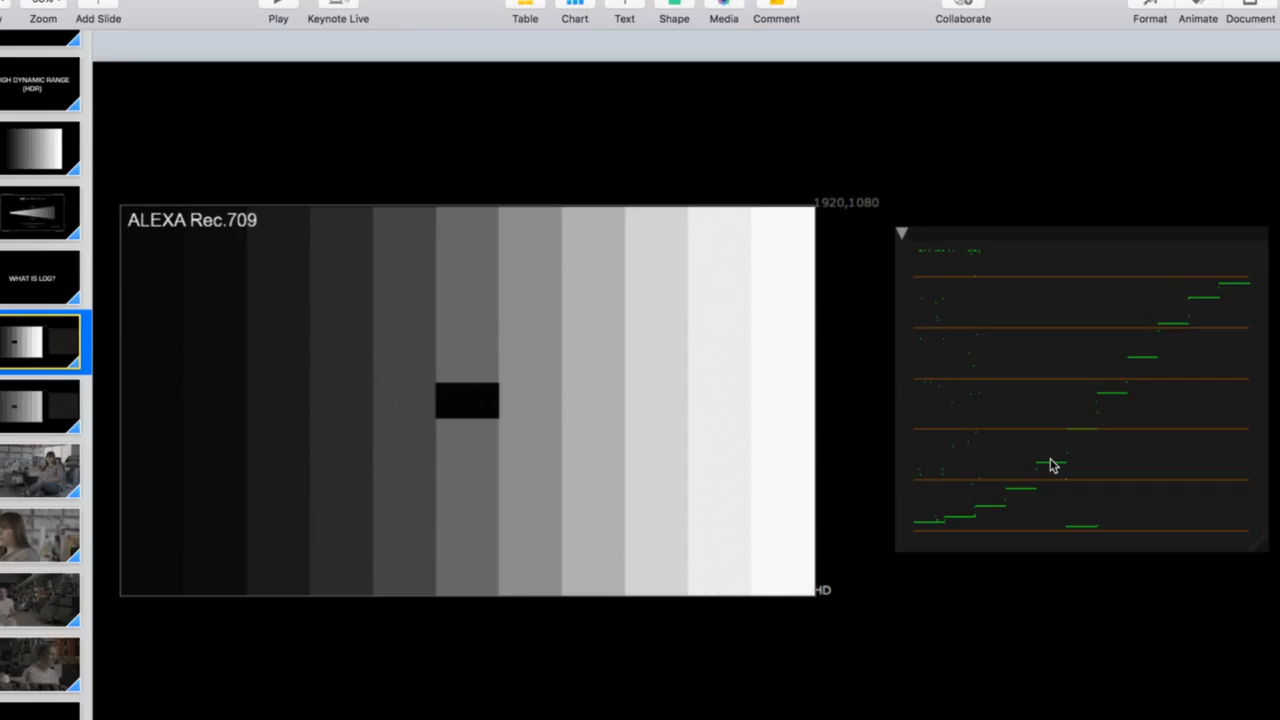 Zoom
Add Slide
Play
Keynote Live
Table
Chart
Text
Shape
Media
Comment
Collaborate
Format
Animate
Document
IGH DYNAMIC RANGE
(HDR)
WHAT IS LOG?
ALEXA Rec.709
1920,1080
HD